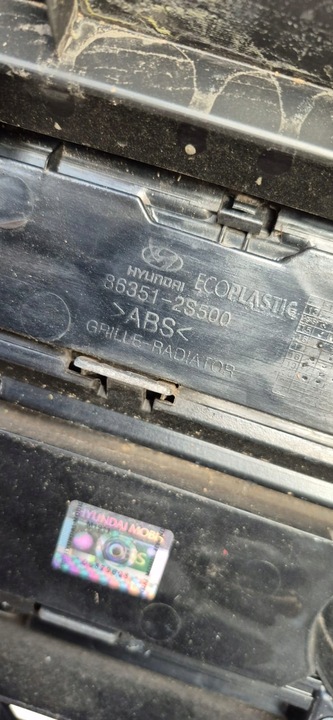 HYUNDAI ECOPLASTIC
86351-2S500
>ABS<
GRILLE-RADIATOR
HYUNDAI MOBIS